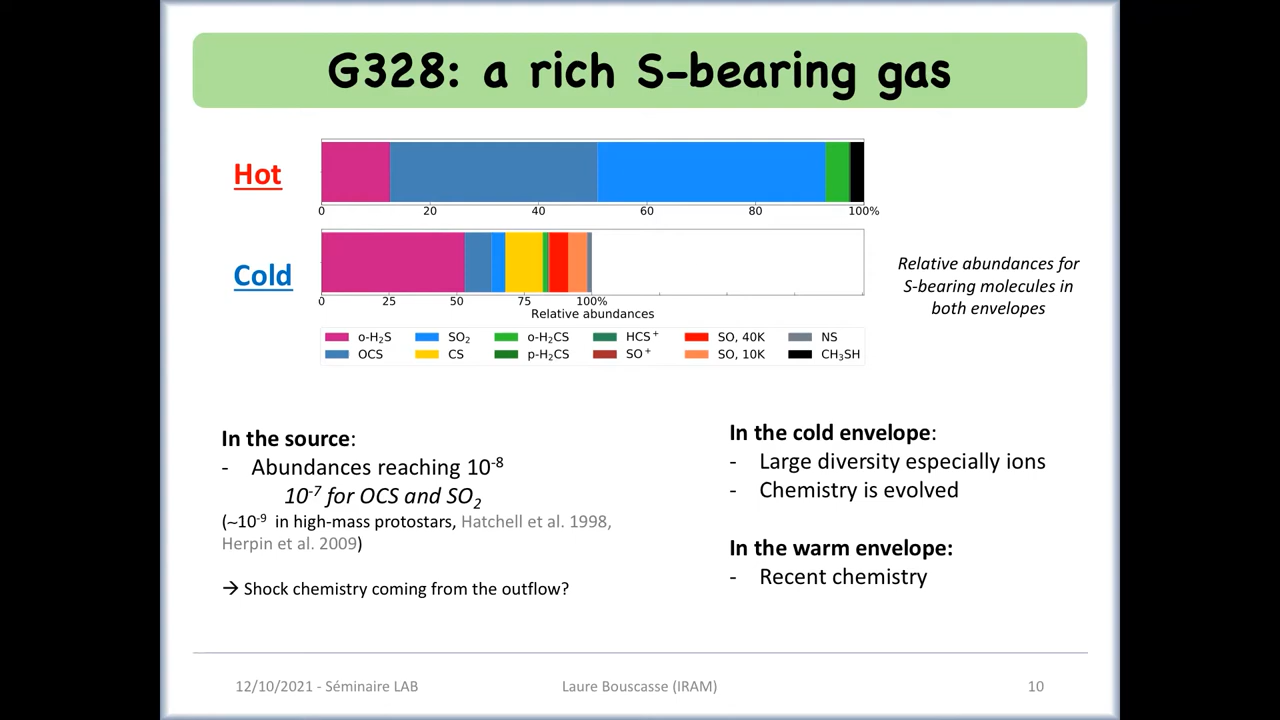 G328: a rich S-bearing gas
Hot
0 20 40 60 80 100%
Cold
0 25 50 75 100%
Relative abundances
o-H₂S SO₂ o-H₂CS HCS⁺ SO, 40K NS
OCS CS p-H₂CS SO⁺ SO, 10K CH₃SH
Relative abundances for
S-bearing molecules in
both envelopes
In the source:
- Abundances reaching 10⁻⁸
10⁻⁷ for OCS and SO₂
(~10⁻⁹ in high-mass protostars, Hatchell et al. 1998,
Herpin et al. 2009)
→ Shock chemistry coming from the outflow?
In the cold envelope:
- Large diversity especially ions
- Chemistry is evolved
In the warm envelope:
- Recent chemistry
12/10/2021 - Séminaire LAB
Laure Bouscasse (IRAM)
10